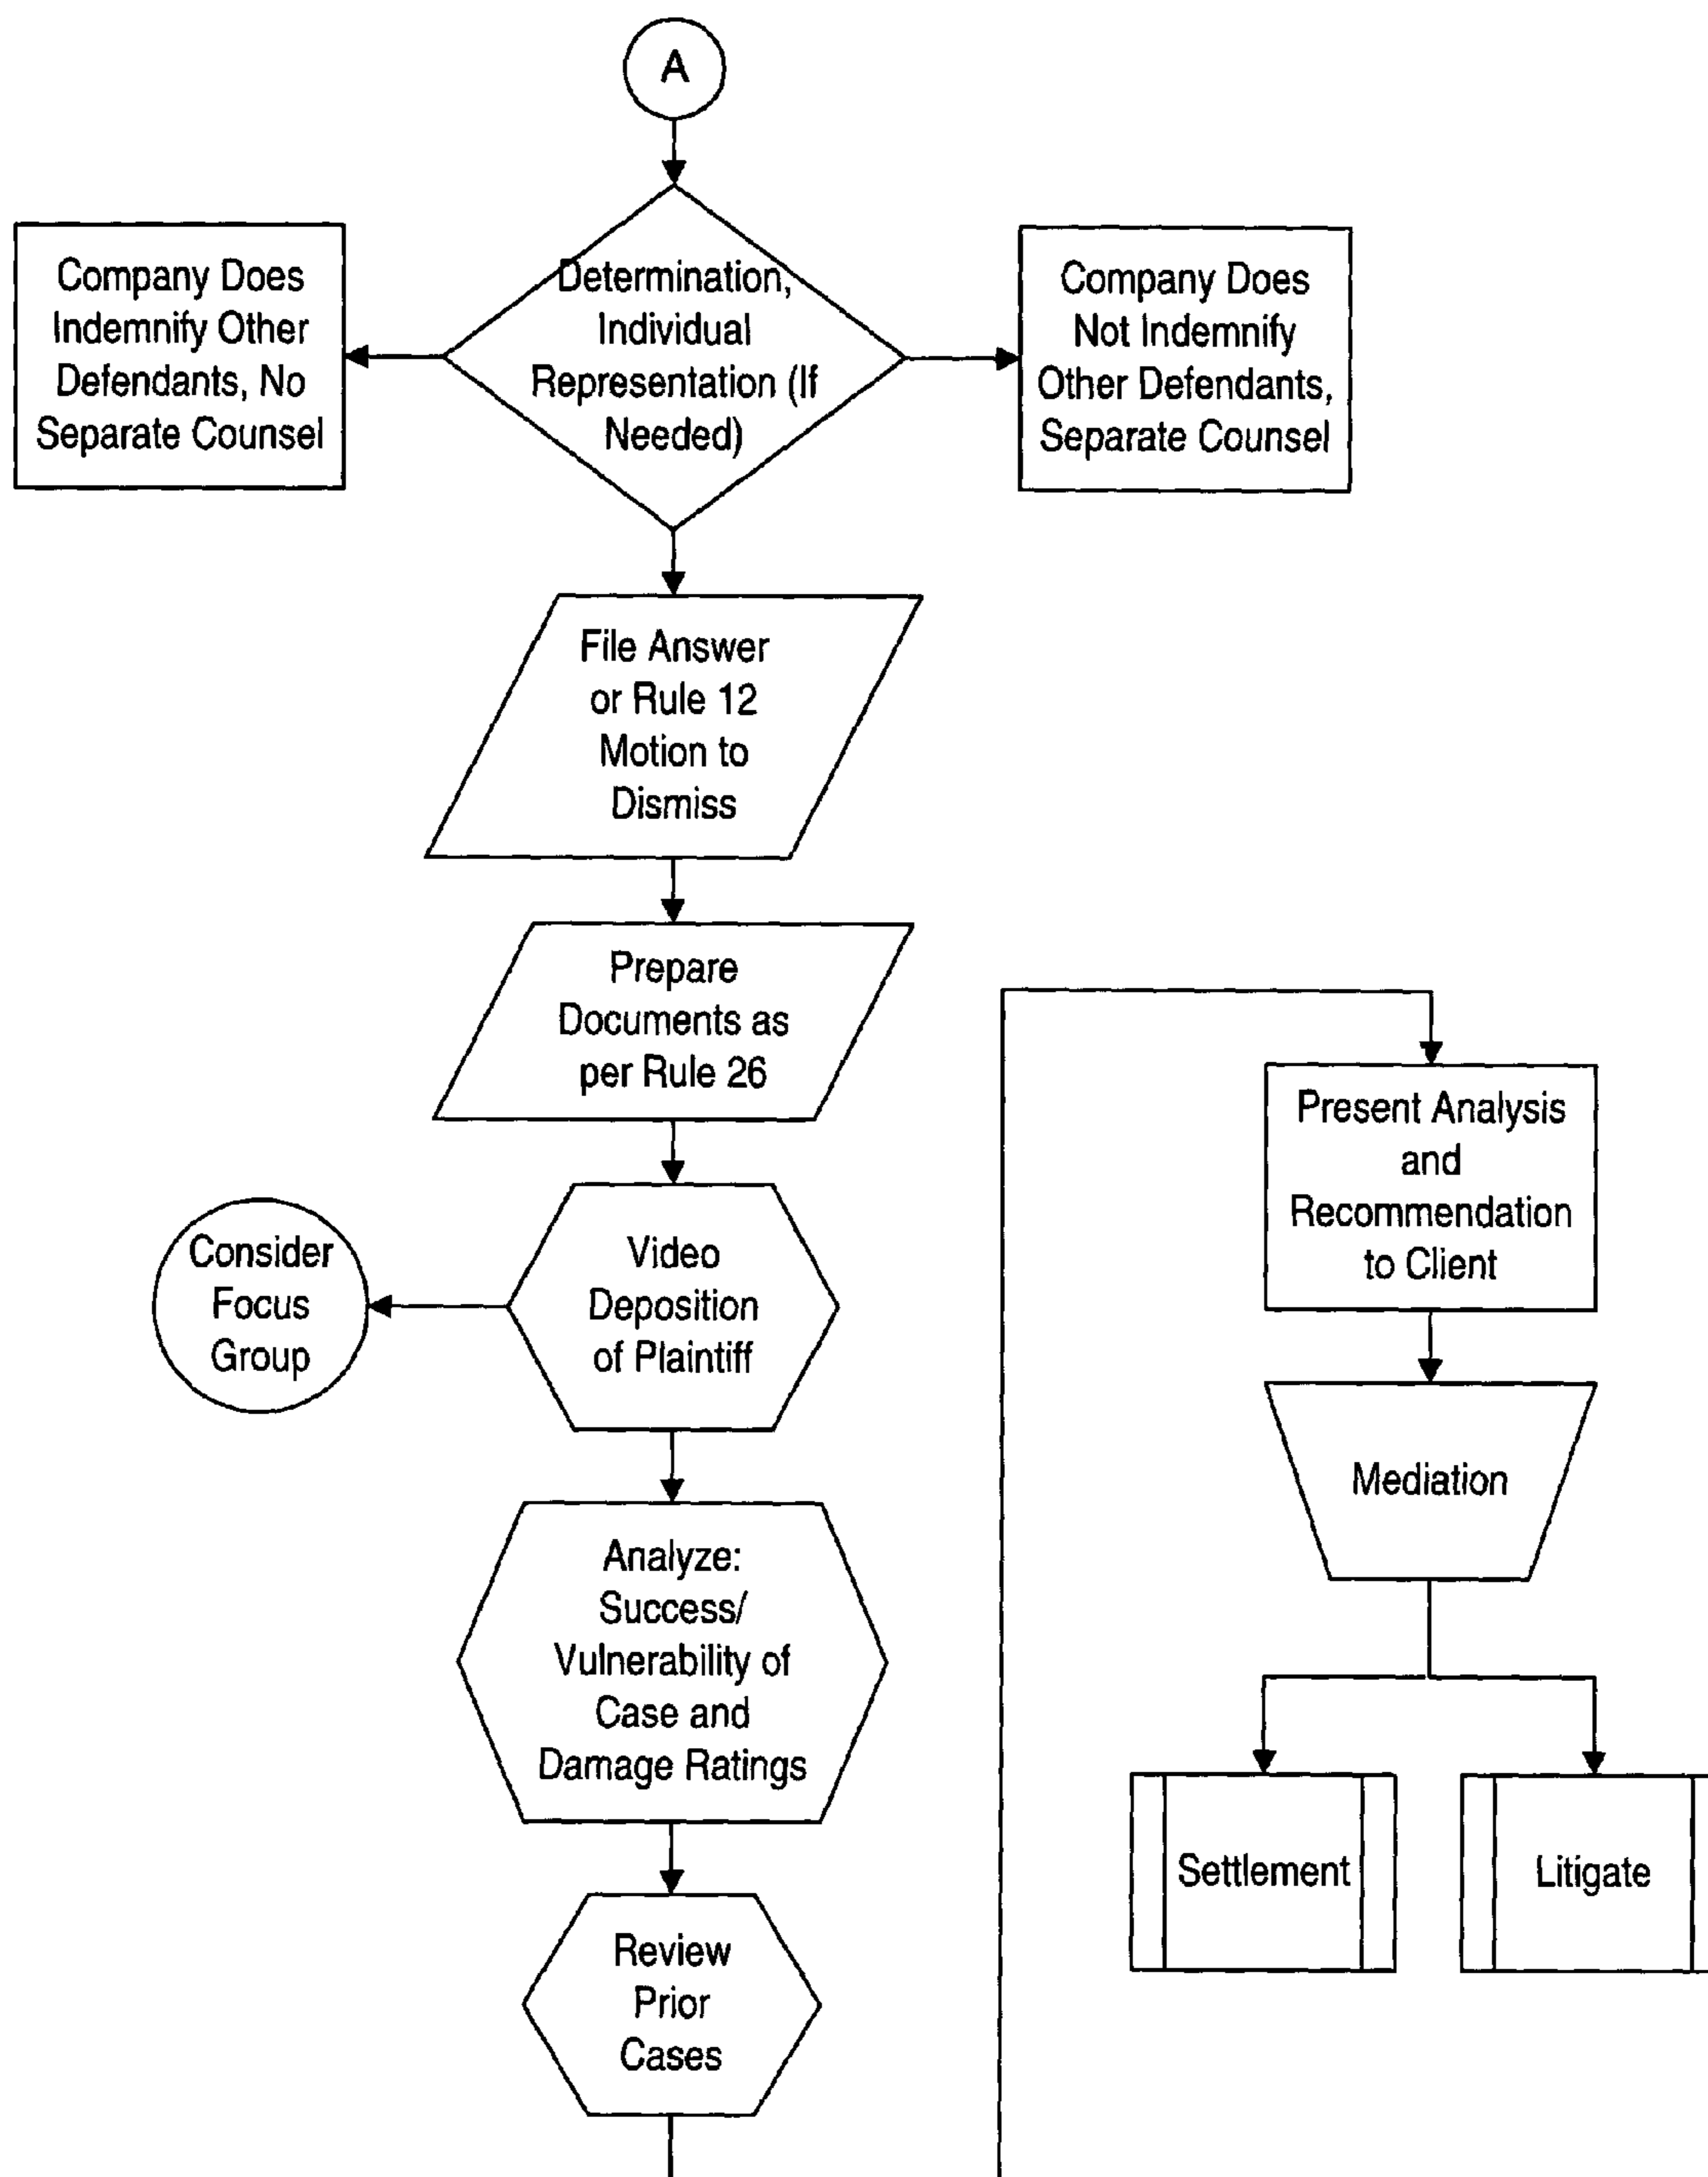 A
Company Does
Indemnify Other
Defendants, No
Separate Counsel
Determination,
Individual
Representation (If
Needed)
Company Does
Not Indemnify
Other Defendants,
Separate Counsel
File Answer
or Rule 12
Motion to
Dismiss
Prepare
Documents as
per Rule 26
Consider
Focus
Group
Video
Deposition
of Plaintiff
Analyze:
Success/
Vulnerability of
Case and
Damage Ratings
Review
Prior
Cases
Present Analysis
and
Recommendation
to Client
Mediation
Settlement
Litigate